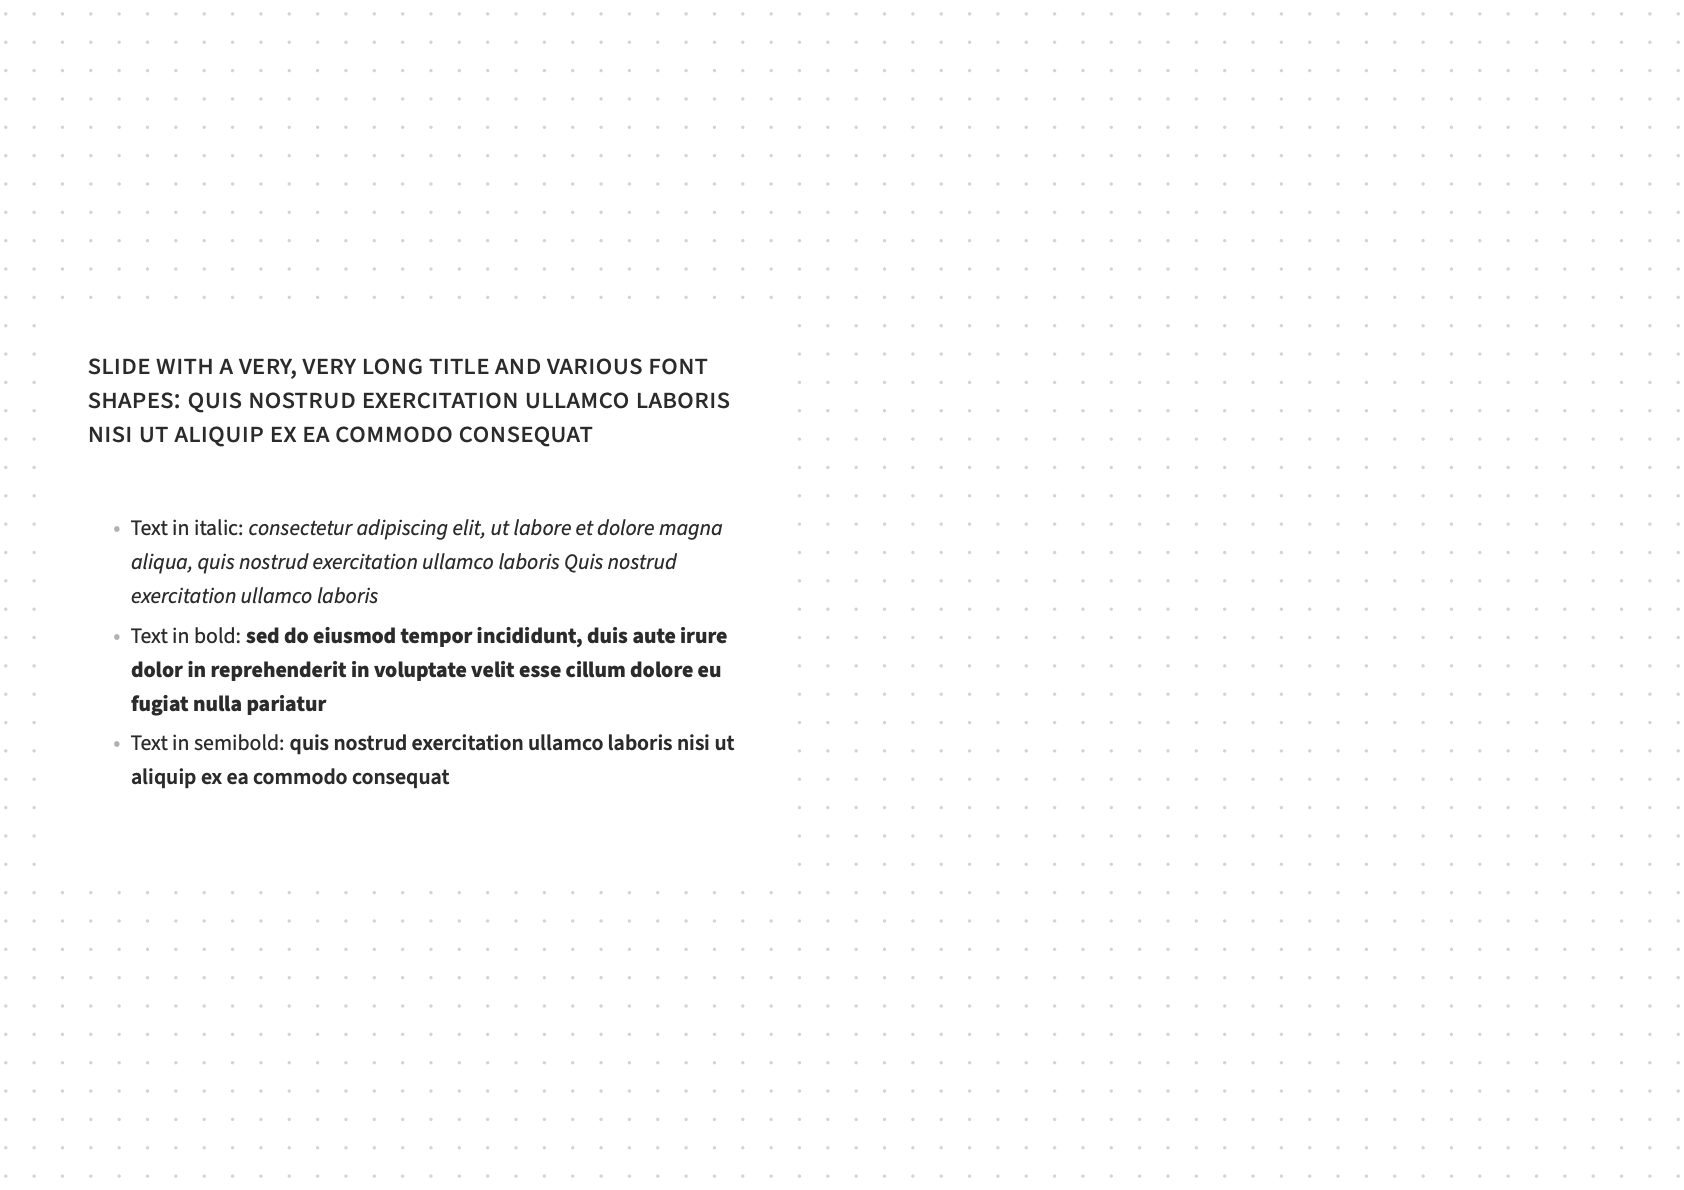 SLIDE WITH A VERY, VERY LONG TITLE AND VARIOUS FONT
SHAPES: QUIS NOSTRUD EXERCITATION ULLAMCO LABORIS
NISI UT ALIQUIP EX EA COMMODO CONSEQUAT
• Text in italic: consectetur adipiscing elit, ut labore et dolore magna
aliqua, quis nostrud exercitation ullamco laboris Quis nostrud
exercitation ullamco laboris
• Text in bold: sed do eiusmod tempor incididunt, duis aute irure
dolor in reprehenderit in voluptate velit esse cillum dolore eu
fugiat nulla pariatur
• Text in semibold: quis nostrud exercitation ullamco laboris nisi ut
aliquip ex ea commodo consequat